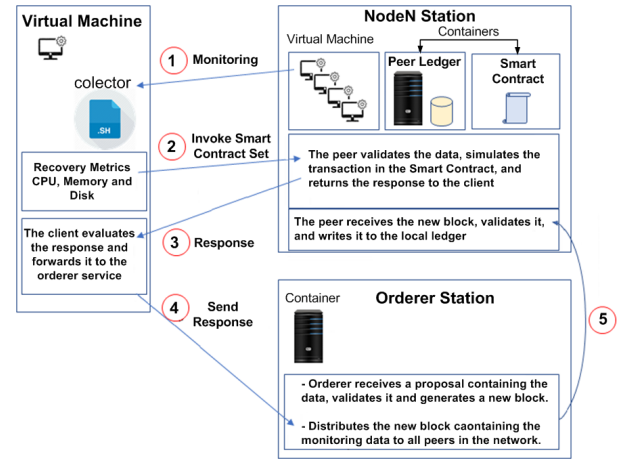 Virtual Machine
colector
.SH
Recovery Metrics
CPU, Memory and
Disk
The client evaluates
the response and
forwards it to the
orderer service
1 Monitoring
2 Invoke Smart
Contract Set
3 Response
4 Send
Response
NodeN Station
Containers
Virtual Machine
Peer Ledger
Smart
Contract
The peer validates the data, simulates the
transaction in the Smart Contract, and
returns the response to the client
The peer receives the new block, validates it,
and writes it to the local ledger
5
Container
Orderer Station
- Orderer receives a proposal containing the
data, validates it and generates a new block.
- Distributes the new block caontaining the
monitoring data to all peers in the network.